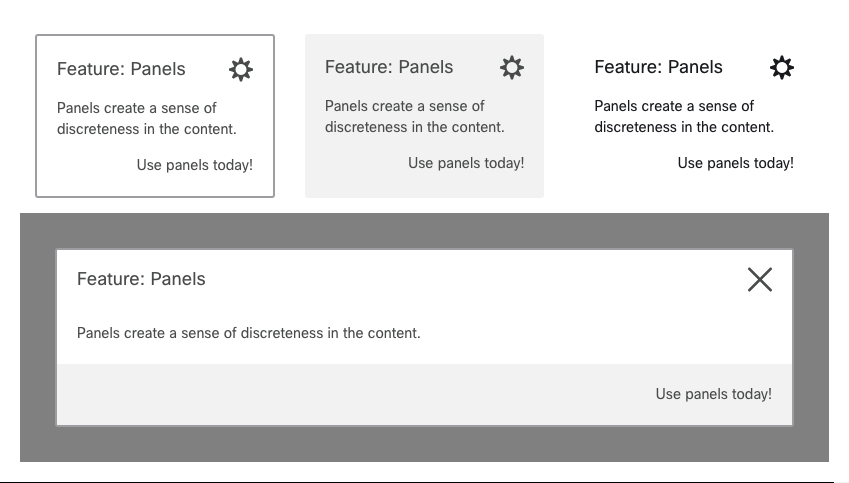 Feature: Panels
Panels create a sense of
discreteness in the content.
Use panels today!
Feature: Panels
Panels create a sense of
discreteness in the content.
Use panels today!
Feature: Panels
Panels create a sense of
discreteness in the content.
Use panels today!
Feature: Panels
Panels create a sense of discreteness in the content.
Use panels today!